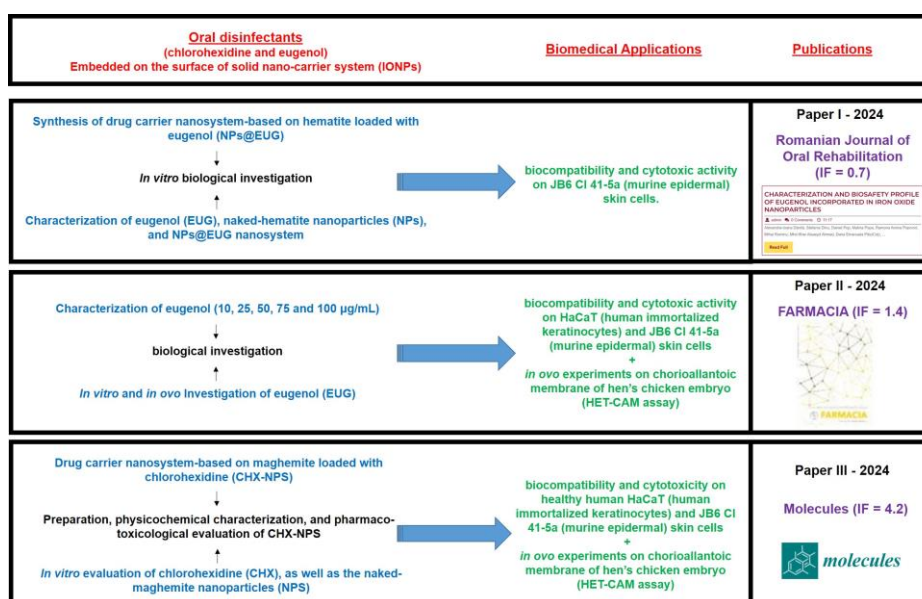 Oral disinfectants
(chlorohexidine and eugenol)
Embedded on the surface of solid nano-carrier system (IONPs)
Biomedical Applications
Publications
Synthesis of drug carrier nanosystem-based on hematite loaded with
eugenol (NPs@EUG)
In vitro biological investigation
Characterization of eugenol (EUG), naked-hematite nanoparticles (NPs),
and NPs@EUG nanosystem
biocompatibility and cytotoxic activity
on JB6 Cl 41-5a (murine epidermal)
skin cells.
Paper I - 2024
Romanian Journal of
Oral Rehabilitation
(IF = 0.7)
CHARACTERIZATION AND BIOSAFETY PROFILE
OF EUGENOL INCORPORATED IN IRON OXIDE
NANOPARTICLES
Read Full
Characterization of eugenol (10, 25, 50, 75 and 100 µg/mL)
biological investigation
In vitro and in ovo Investigation of eugenol (EUG)
biocompatibility and cytotoxic activity
on HaCaT (human immortalized
keratinocytes) and JB6 Cl 41-5a
(murine epidermal) skin cells
+
in ovo experiments on chorioallantoic
membrane of hen's chicken embryo
(HET-CAM assay)
Paper II - 2024
FARMACIA (IF = 1.4)
FARMACIA
Drug carrier nanosystem-based on maghemite loaded with
chlorohexidine (CHX-NPS)
Preparation, physicochemical characterization, and pharmaco-
toxicological evaluation of CHX-NPS
In vitro evaluation of chlorohexidine (CHX), as well as the naked-
maghemite nanoparticles (NPS)
biocompatibility and cytotoxicity on
healthy human HaCaT (human
immortalized keratinocytes) and JB6 Cl
41-5a (murine epidermal) skin cells
+
in ovo experiments on chorioallantoic
membrane of hen's chicken embryo
(HET-CAM assay)
Paper III - 2024
Molecules (IF = 4.2)
molecules